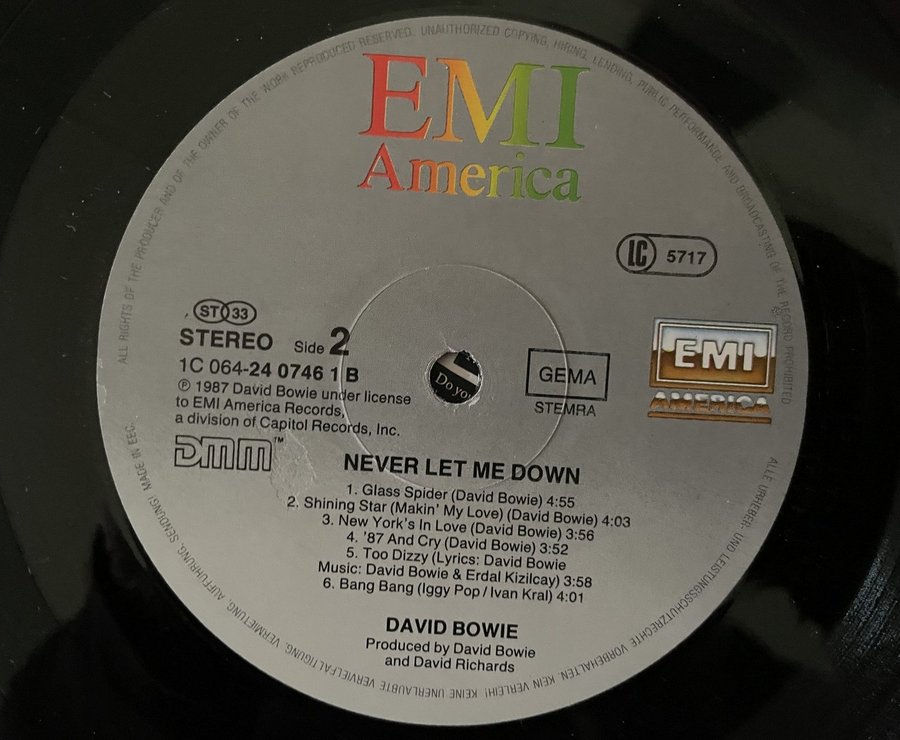 ALL RIGHTS OF THE PRODUCER AND OF THE OWNER OF THE WORK REPRODUCED RESERVED. UNAUTHORIZED COPYING, HIRING, LENDING, PUBLIC PERFORMANCE AND BROADCASTING OF THE RECORD PROHIBITED
EMI
America
LC 5717
ST 33
STEREO Side 2
1C 064-24 0746 1 B
℗ 1987 David Bowie under license
to EMI America Records,
a division of Capitol Records, Inc.
DMM™
GEMA
STEMRA
EMI
AMERICA
Do yo
NEVER LET ME DOWN
1. Glass Spider (David Bowie) 4:55
2. Shining Star (Makin' My Love) (David Bowie) 4:03
3. New York's In Love (David Bowie) 3:56
4. '87 And Cry (David Bowie) 3:52
5. Too Dizzy (Lyrics: David Bowie
Music: David Bowie & Erdal Kizilcay) 3:58
6. Bang Bang (Iggy Pop / Ivan Kral) 4:01
DAVID BOWIE
Produced by David Bowie
and David Richards
ALLE URHEBER- UND LEISTUNGSSCHUTZRECHTE VORBEHALTEN. KEIN VERLEIH! KEINE UNERLAUBTE VERVIELFÄLTIGUNG, VERMIETUNG, AUFFÜHRUNG, SENDUNG! MADE IN EEC.